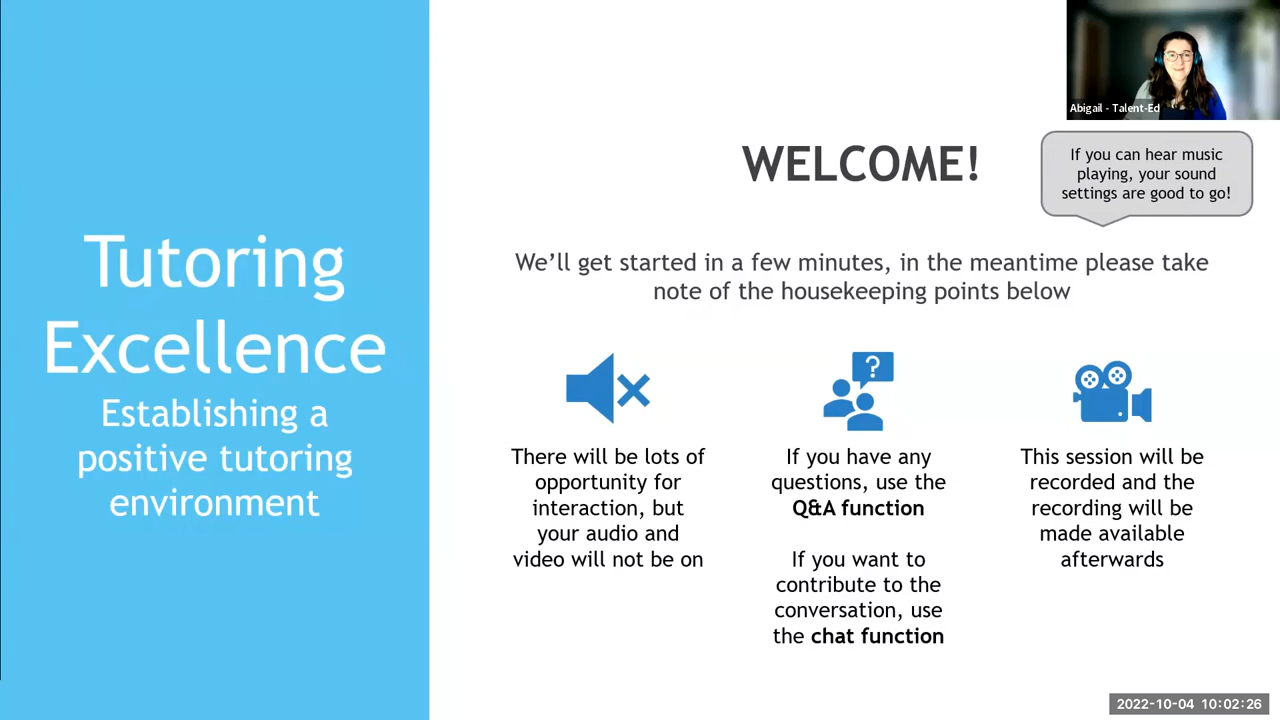 Tutoring
Excellence
Establishing a
positive tutoring
environment
Abigail - Talent-Ed
WELCOME!
If you can hear music
playing, your sound
settings are good to go!
We’ll get started in a few minutes, in the meantime please take
note of the housekeeping points below
?
There will be lots of
opportunity for
interaction, but
your audio and
video will not be on
If you have any
questions, use the
Q&A function
If you want to
contribute to the
conversation, use
the chat function
This session will be
recorded and the
recording will be
made available
afterwards
2022-10-04 10:02:26